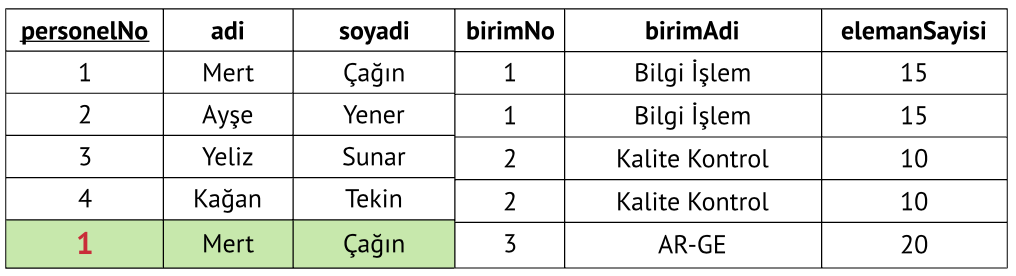 personelNo adi soyadi birimNo birimAdi elemanSayisi
1 Mert Çağın 1 Bilgi İşlem 15
2 Ayşe Yener 1 Bilgi İşlem 15
3 Yeliz Sunar 2 Kalite Kontrol 10
4 Kağan Tekin 2 Kalite Kontrol 10
1 Mert Çağın 3 AR-GE 20